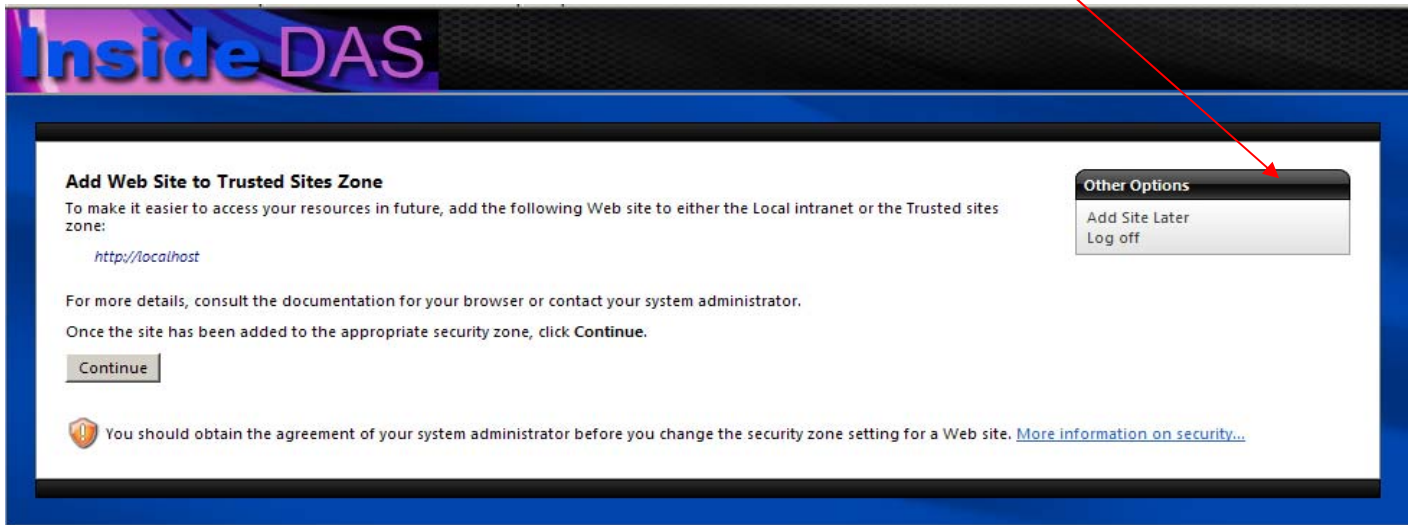 Inside DAS
Add Web Site to Trusted Sites Zone
To make it easier to access your resources in future, add the following Web site to either the Local intranet or the Trusted sites
zone:
http://localhost
For more details, consult the documentation for your browser or contact your system administrator.
Once the site has been added to the appropriate security zone, click Continue.
Continue
You should obtain the agreement of your system administrator before you change the security zone setting for a Web site. More information on security...
Other Options
Add Site Later
Log off